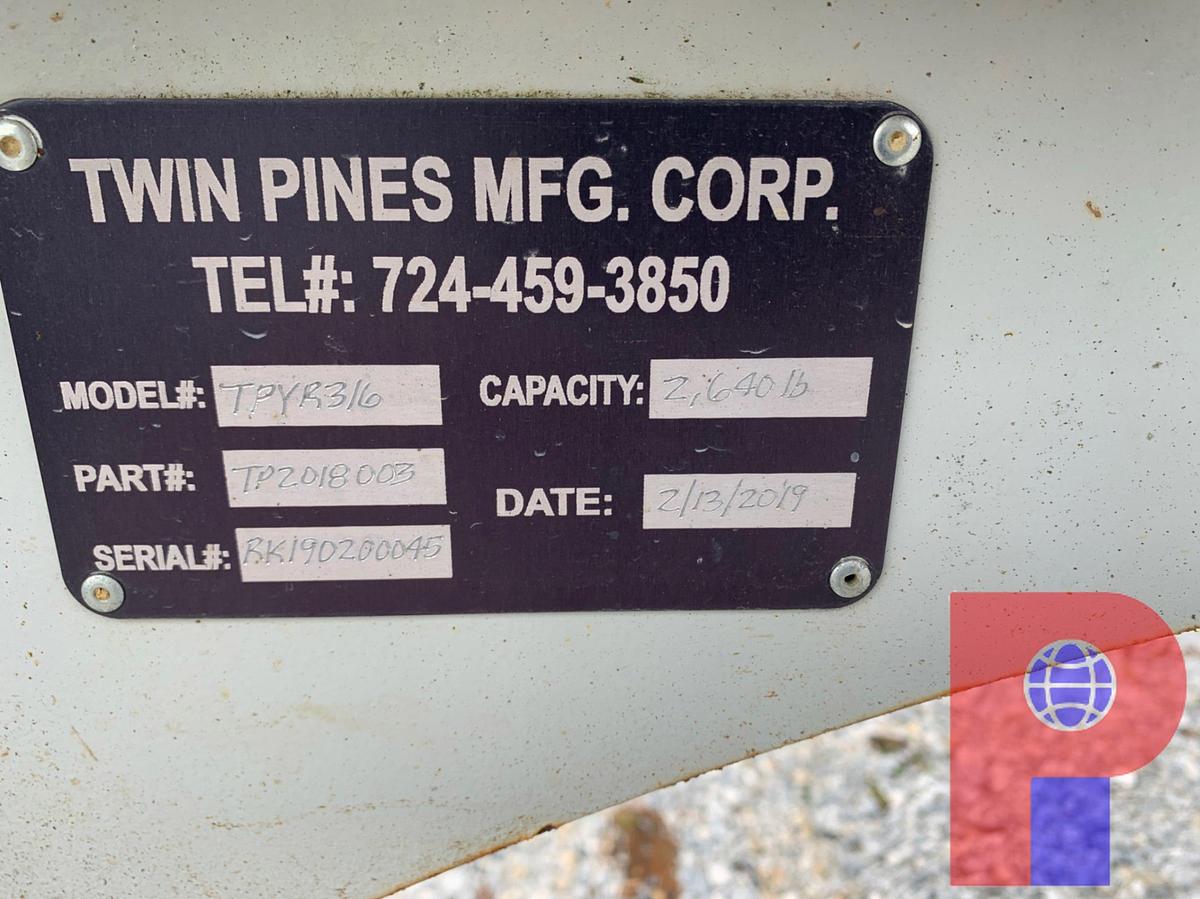 TWIN PINES MFG. CORP.
TEL#: 724-459-3850
MODEL#: TPYR316 CAPACITY: 2,640 lb
PART#: TP2018003 DATE: 2/13/2019
SERIAL#: RK190200045